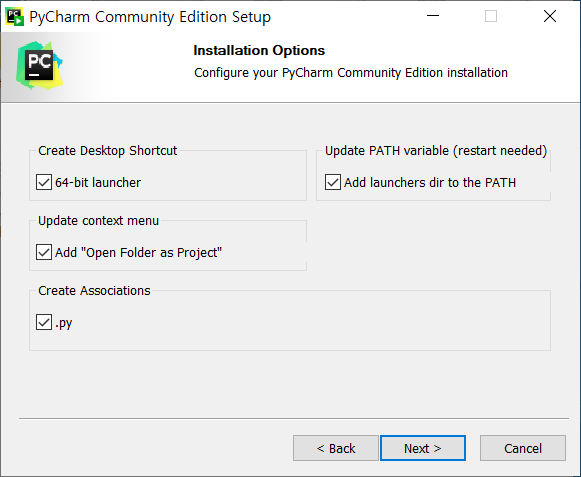 PyCharm Community Edition Setup
PC
Installation Options
Configure your PyCharm Community Edition installation
Create Desktop Shortcut
64-bit launcher
Update PATH variable (restart needed)
Add launchers dir to the PATH
Update context menu
Add "Open Folder as Project"
Create Associations
.py
< Back
Next >
Cancel